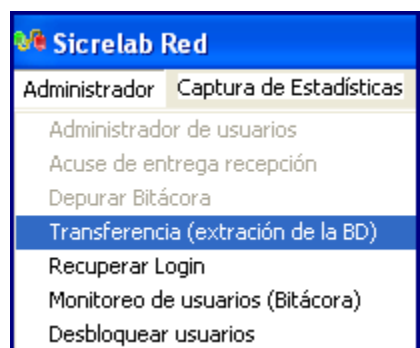 Sicrelab Red
Administrador Captura de Estadísticas
Administrador de usuarios
Acuse de entrega recepción
Depurar Bitácora
Transferencia (extración de la BD)
Recuperar Login
Monitoreo de usuarios (Bitácora)
Desbloquear usuarios